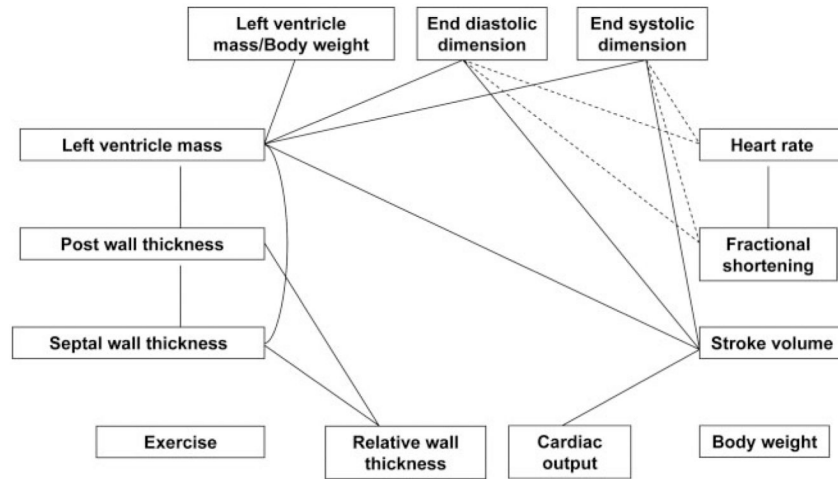 Left ventricle
mass/Body weight
End diastolic
dimension
End systolic
dimension
Left ventricle mass
Heart rate
Post wall thickness
Fractional
shortening
Septal wall thickness
Stroke volume
Exercise
Relative wall
thickness
Cardiac
output
Body weight